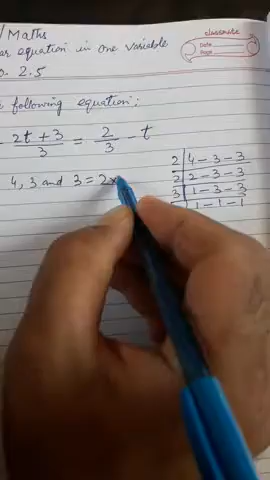 /Maths
classmate
ar equation in one variable
Date
Page
o. 2.5
following equation:
- 2t + 3 / 3 = 2 / 3 - t
2 | 4 - 3 - 3
4, 3 and 3 = 2×
2 | 2 - 3 - 3
3 | 1 - 3 - 3
1 - 1 - 1